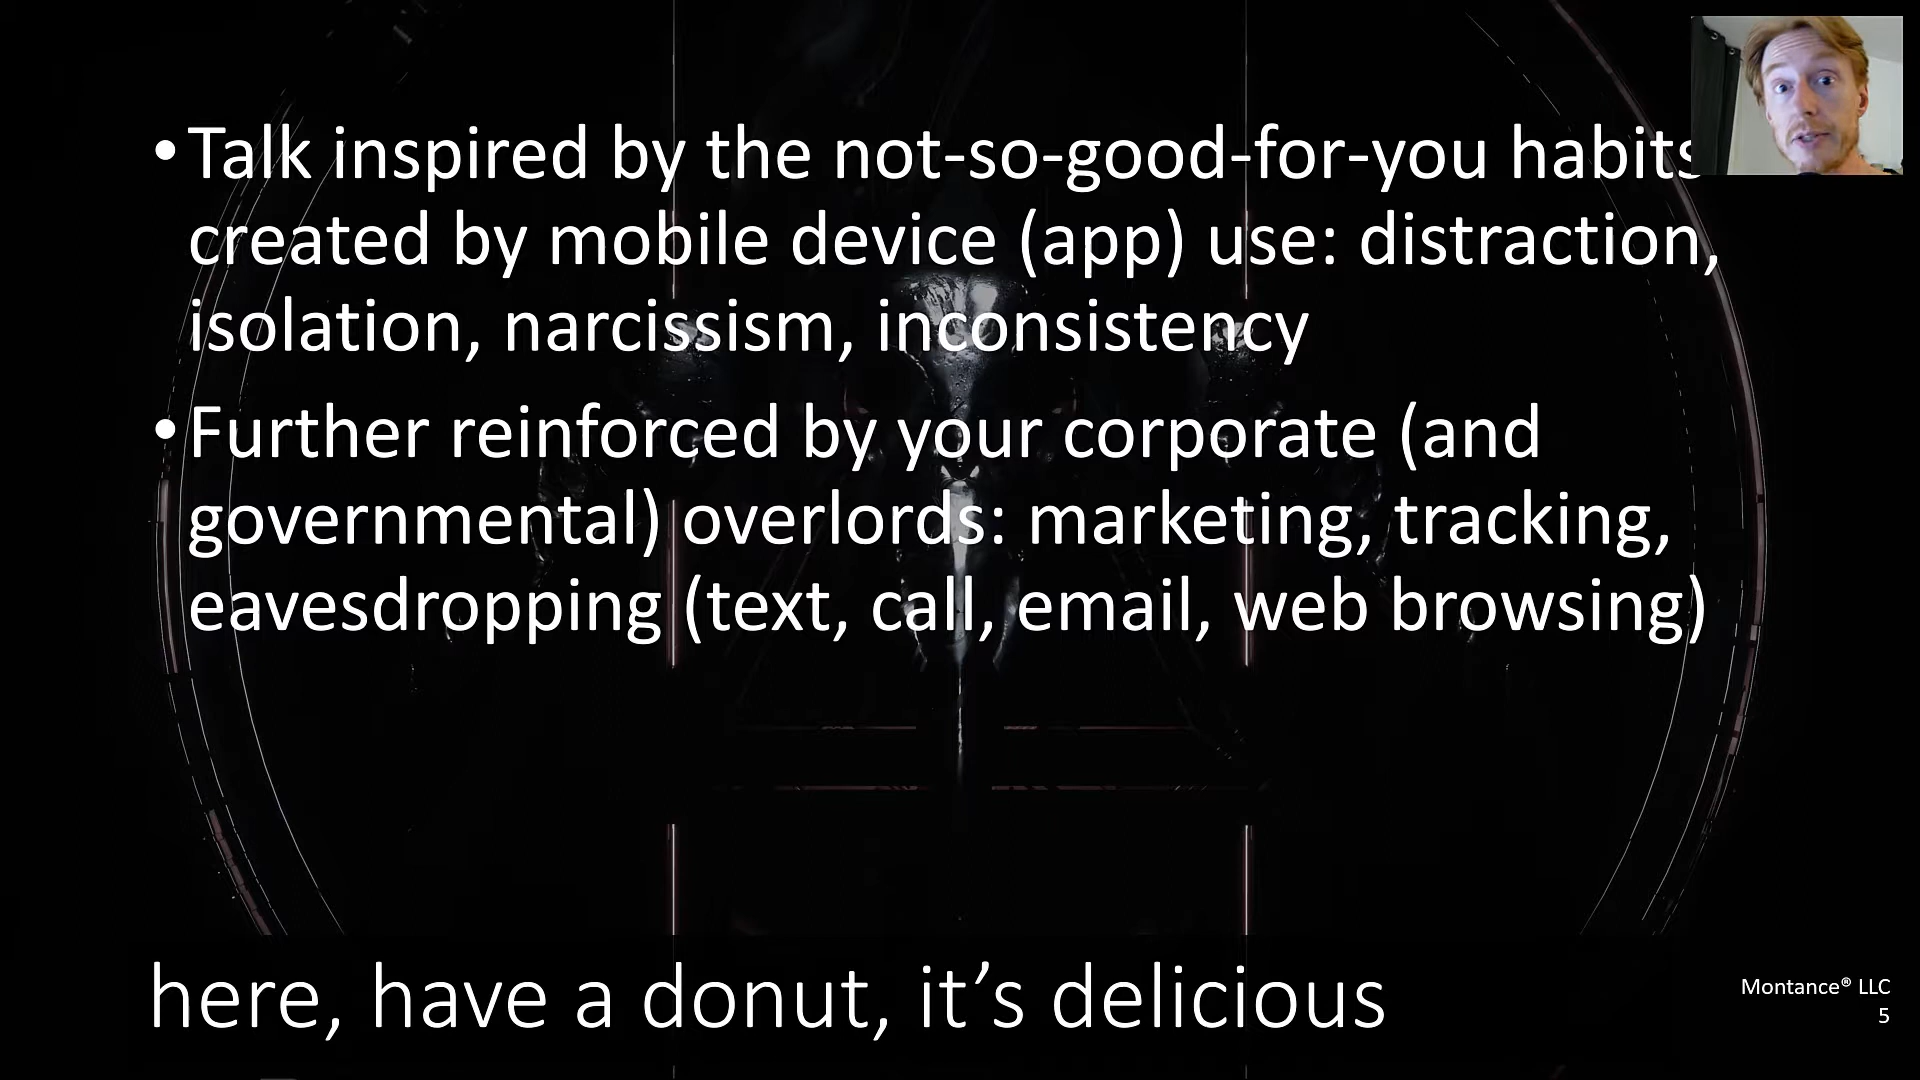 • Talk inspired by the not-so-good-for-you habits
created by mobile device (app) use: distraction,
isolation, narcissism, inconsistency
• Further reinforced by your corporate (and
governmental) overlords: marketing, tracking,
eavesdropping (text, call, email, web browsing)
here, have a donut, it’s delicious
Montance® LLC
5